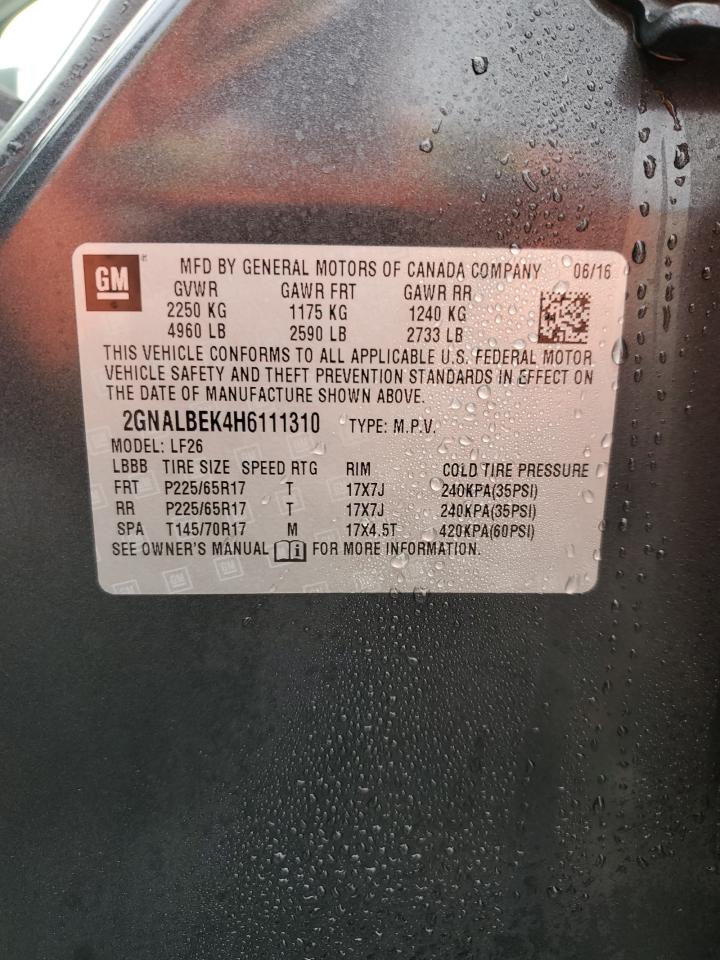 GM
MFD BY GENERAL MOTORS OF CANADA COMPANY 06/16
GVWR GAWR FRT GAWR RR
2250 KG 1175 KG 1240 KG
4960 LB 2590 LB 2733 LB
THIS VEHICLE CONFORMS TO ALL APPLICABLE U.S. FEDERAL MOTOR
VEHICLE SAFETY AND THEFT PREVENTION STANDARDS IN EFFECT ON
THE DATE OF MANUFACTURE SHOWN ABOVE.
2GNALBEK4H6111310 TYPE: M.P.V.
MODEL: LF26
LBBB TIRE SIZE SPEED RTG RIM COLD TIRE PRESSURE
FRT P225/65R17 T 17X7J 240KPA(35PSI)
RR P225/65R17 T 17X7J 240KPA(35PSI)
SPA T145/70R17 M 17X4.5T 420KPA(60PSI)
SEE OWNER'S MANUAL i FOR MORE INFORMATION.